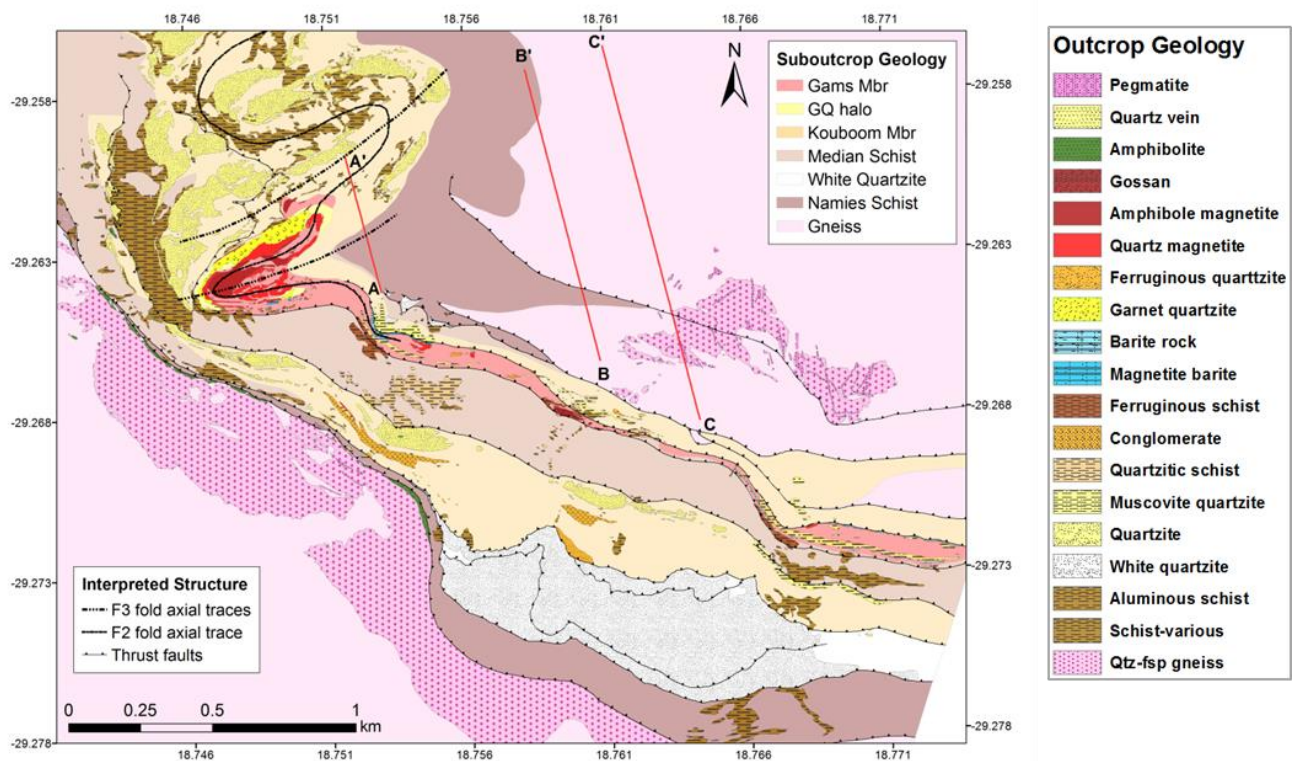 18.746 18.751 18.756 18.761 18.766 18.771
-29.258
-29.263
-29.268
-29.273
-29.278
B'
C'
N
A'
A
B
C
Suboutcrop Geology
Gams Mbr
GQ halo
Kouboom Mbr
Median Schist
White Quartzite
Namies Schist
Gneiss
-29.258
-29.263
-29.268
-29.273
-29.278
Interpreted Structure
F3 fold axial traces
F2 fold axial trace
Thrust faults
0 0.25 0.5 1
km
18.746 18.751 18.756 18.761 18.766 18.771
Outcrop Geology
Pegmatite
Quartz vein
Amphibolite
Gossan
Amphibole magnetite
Quartz magnetite
Ferruginous quarttzite
Garnet quartzite
Barite rock
Magnetite barite
Ferruginous schist
Conglomerate
Quartzitic schist
Muscovite quartzite
Quartzite
White quartzite
Aluminous schist
Schist-various
Qtz-fsp gneiss